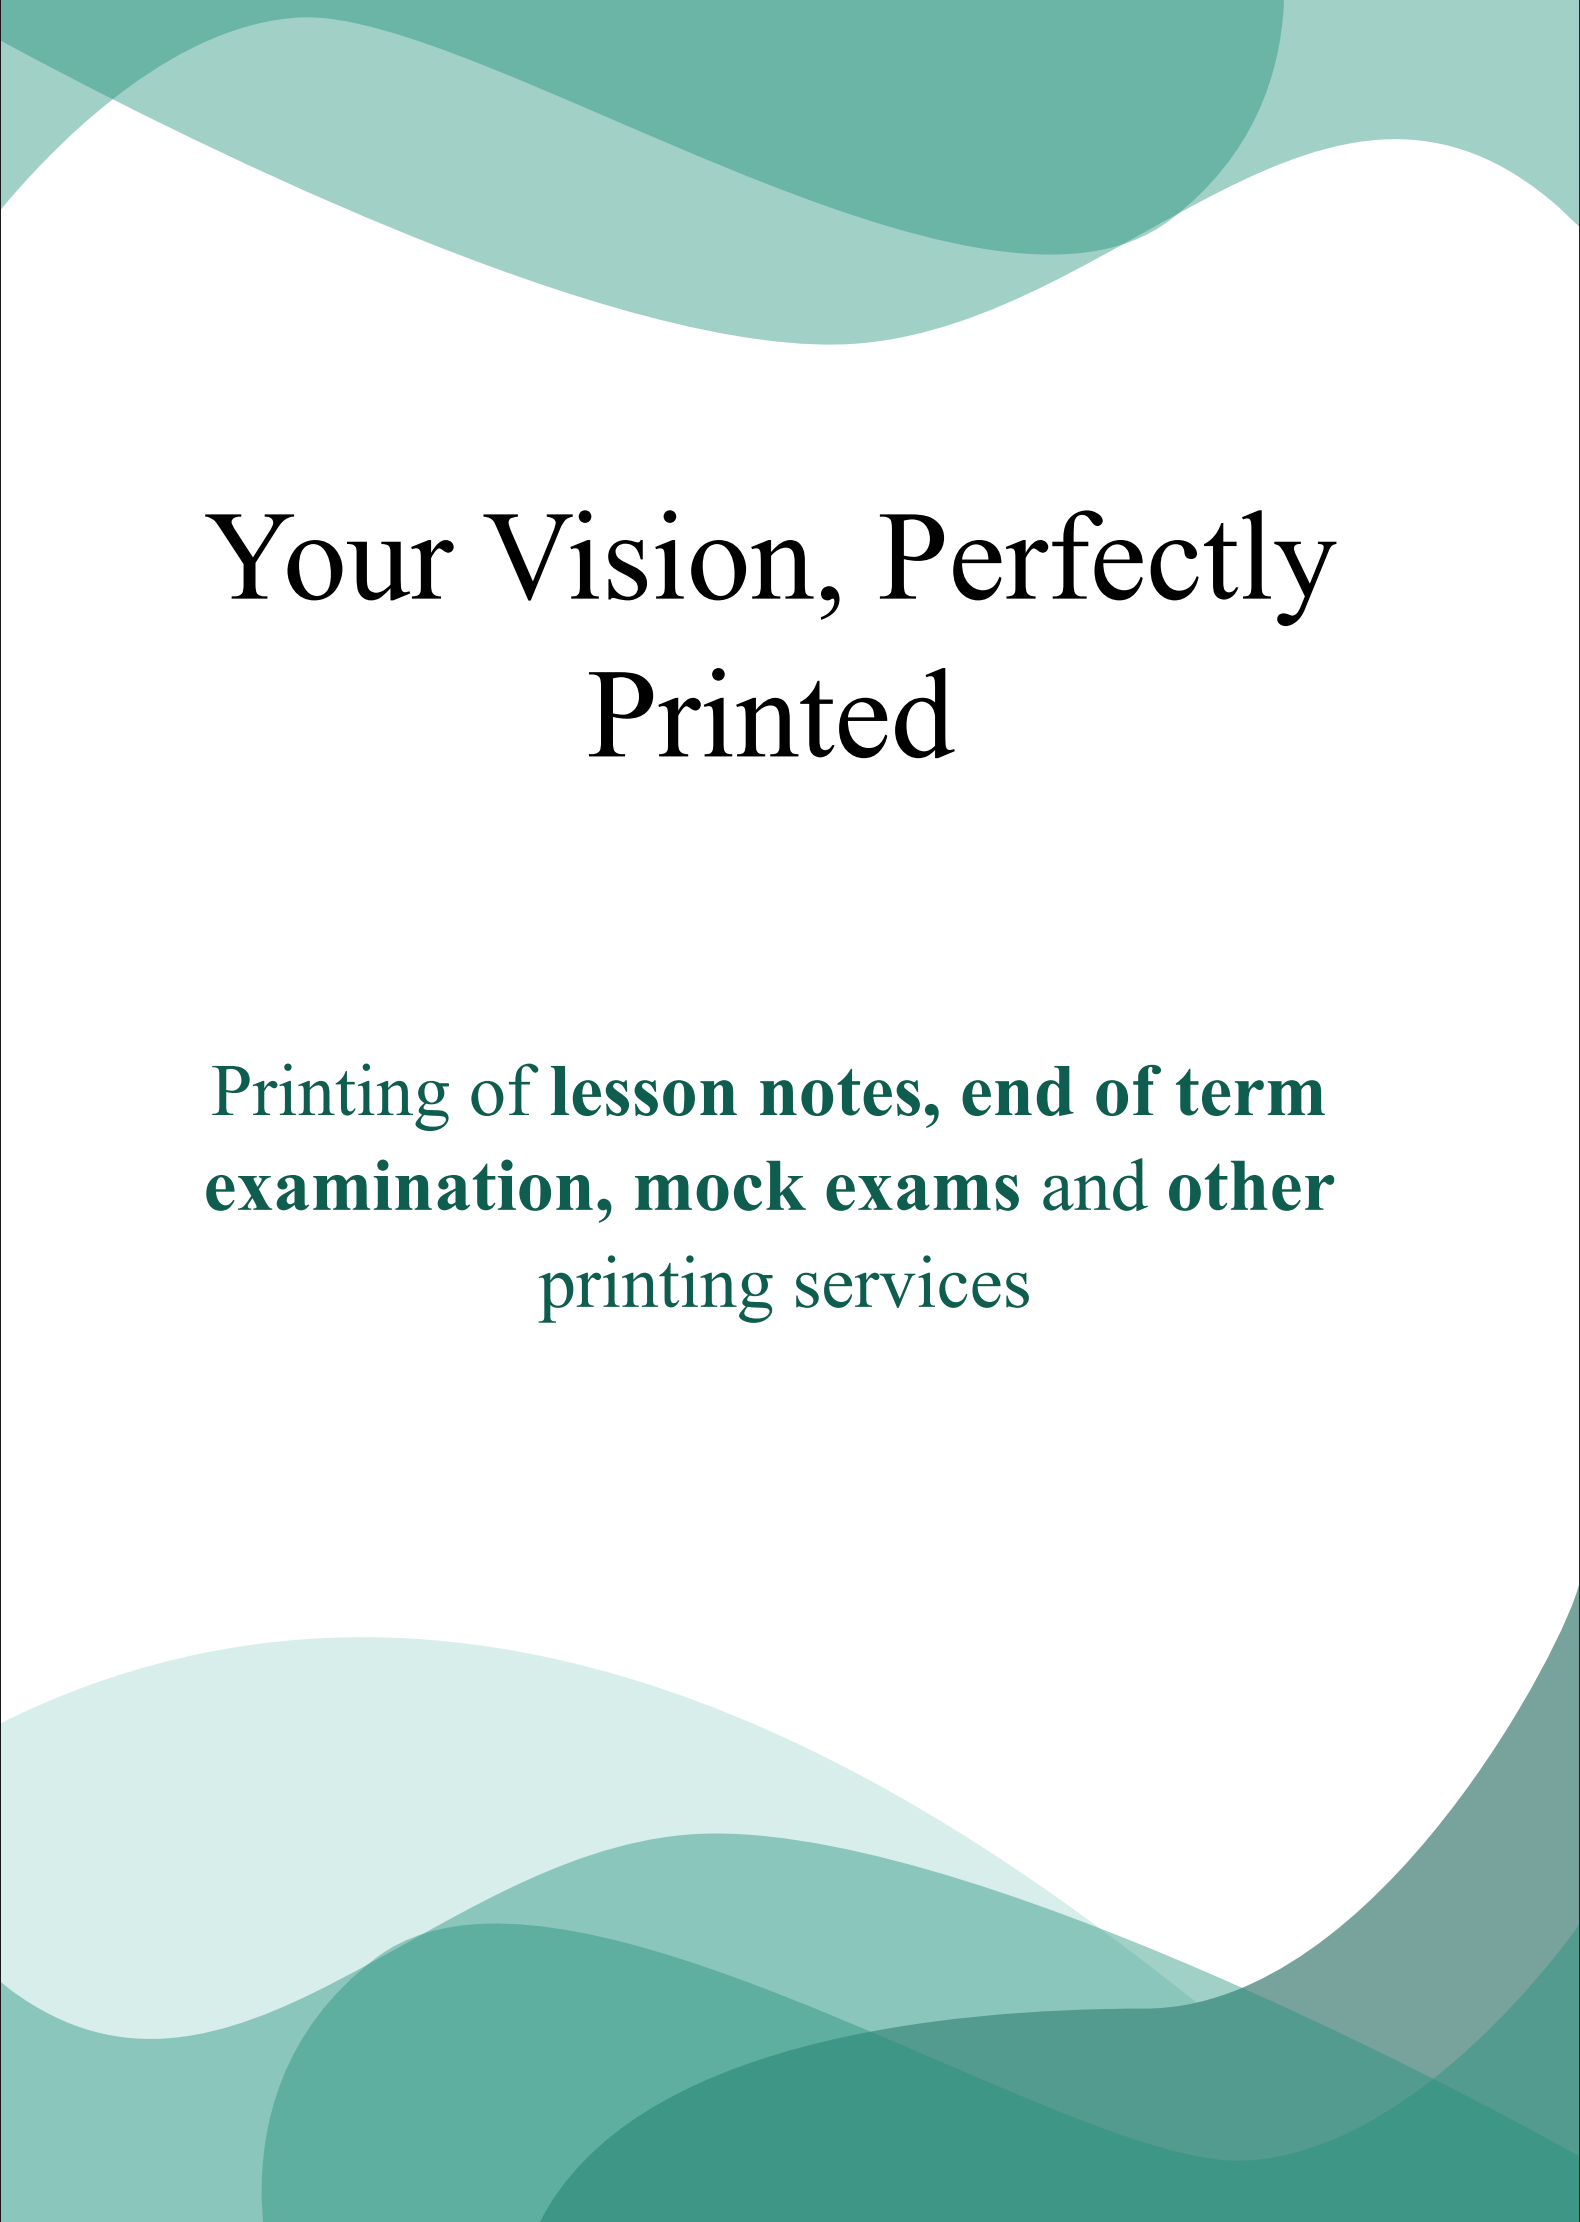 Your Vision, Perfectly
Printed
Printing of lesson notes, end of term
examination, mock exams and other
printing services